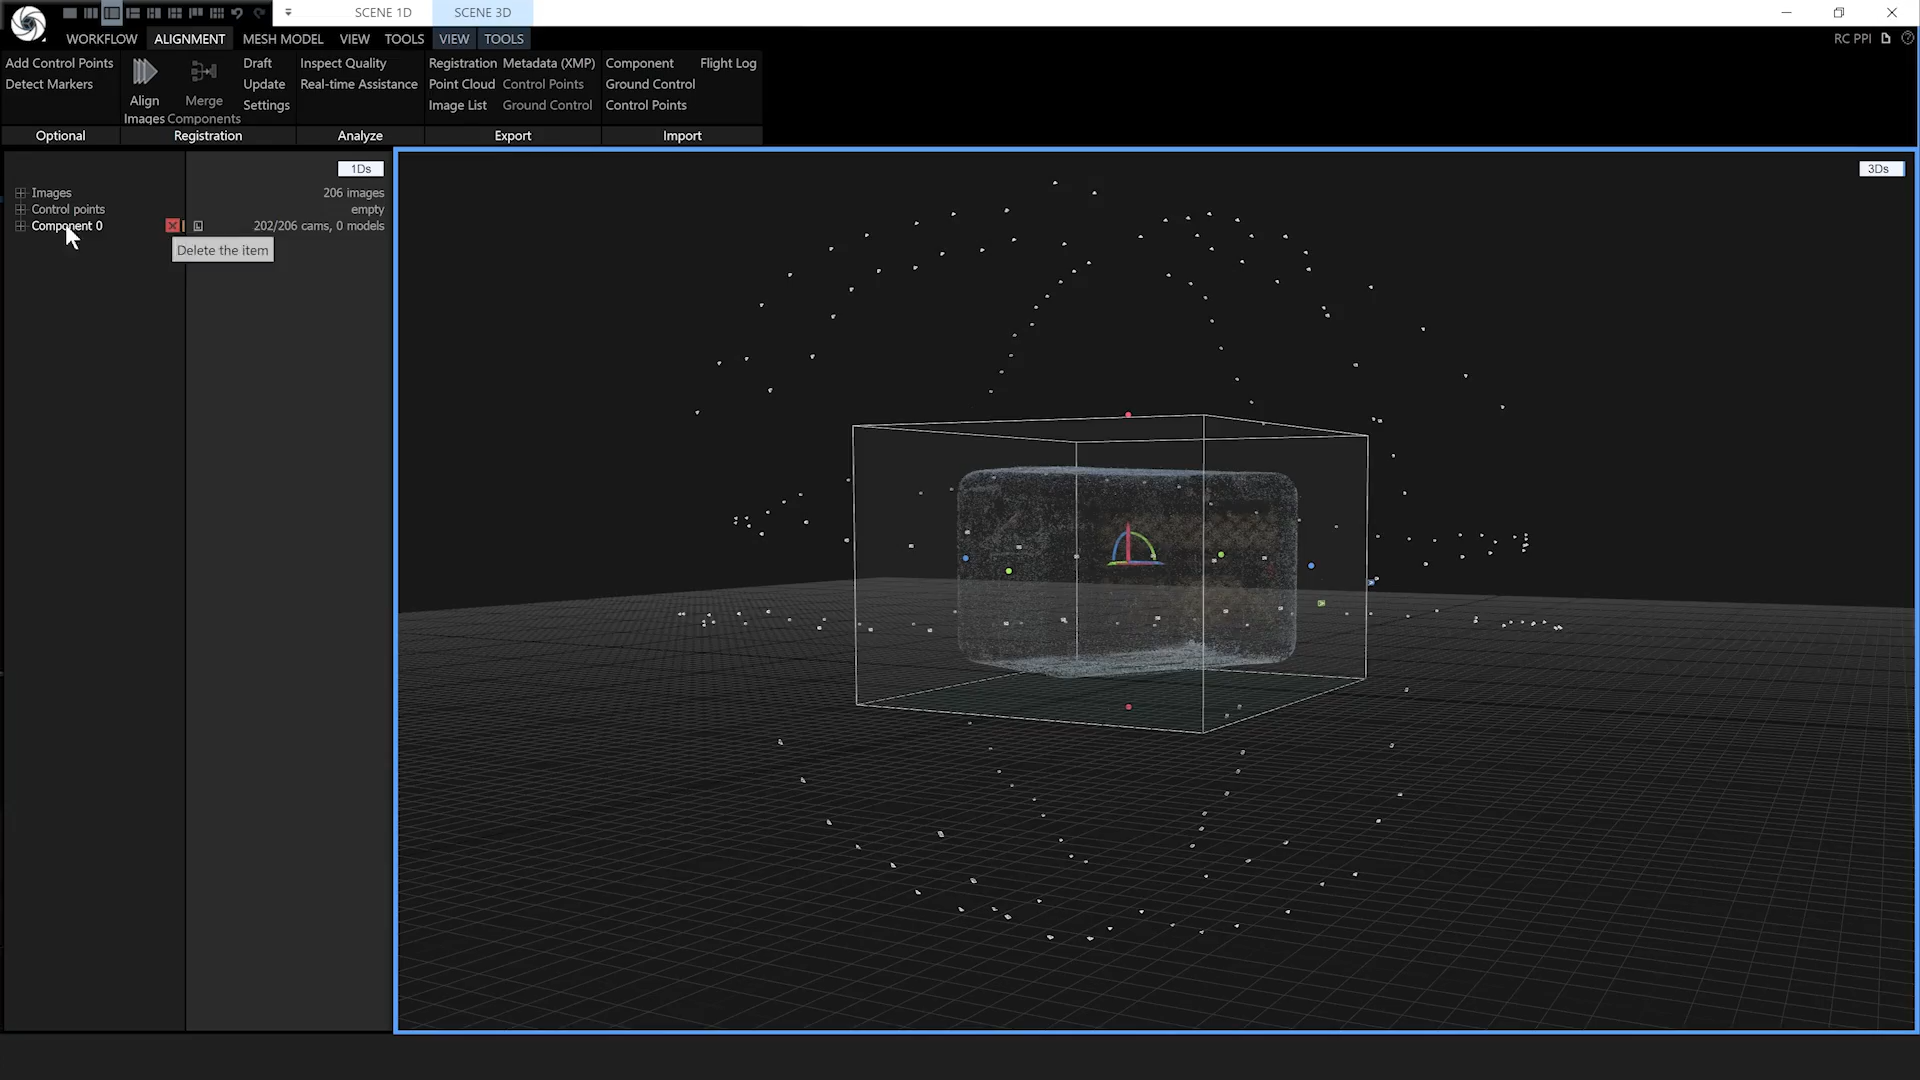 SCENE 1D
SCENE 3D
WORKFLOW
ALIGNMENT
MESH MODEL
VIEW
TOOLS
VIEW
TOOLS
RC PPI
Add Control Points
Detect Markers
Optional
Align Images
Merge Components
Draft
Update
Settings
Registration
Inspect Quality
Real-time Assistance
Analyze
Registration
Metadata (XMP)
Point Cloud
Control Points
Image List
Ground Control
Export
Component
Flight Log
Ground Control
Control Points
Import
1Ds
Images
206 images
Control points
empty
Component 0
202/206 cams, 0 models
Delete the item
3Ds